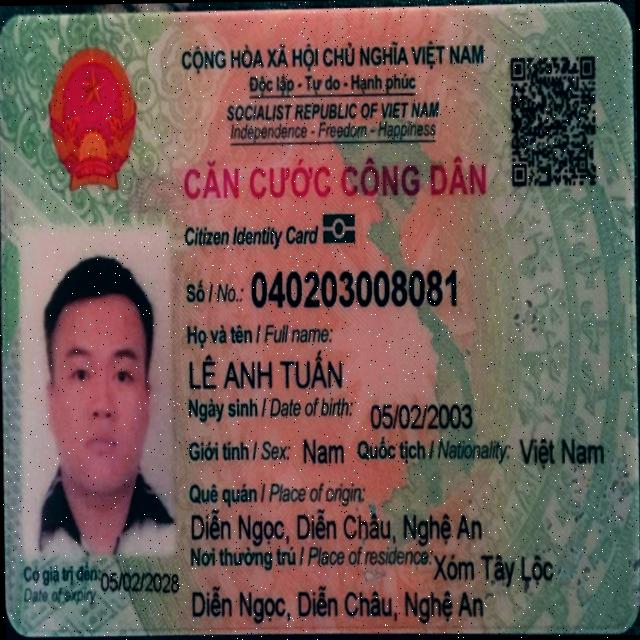 CỘNG HÒA XÃ HỘI CHỦ NGHĨA VIỆT NAM
Độc lập - Tự do - Hạnh phúc
SOCIALIST REPUBLIC OF VIET NAM
Independence - Freedom - Happiness
CĂN CƯỚC CÔNG DÂN
Citizen Identity Card
Số / No.: 040203008081
Họ và tên / Full name:
LÊ ANH TUẤN
Ngày sinh / Date of birth: 05/02/2003
Giới tính / Sex: Nam Quốc tịch / Nationality: Việt Nam
Quê quán / Place of origin:
Diễn Ngọc, Diễn Châu, Nghệ An
Nơi thường trú / Place of residence: Xóm Tây Lộc
Diễn Ngọc, Diễn Châu, Nghệ An
Có giá trị đến: 05/02/2028
Date of expiry